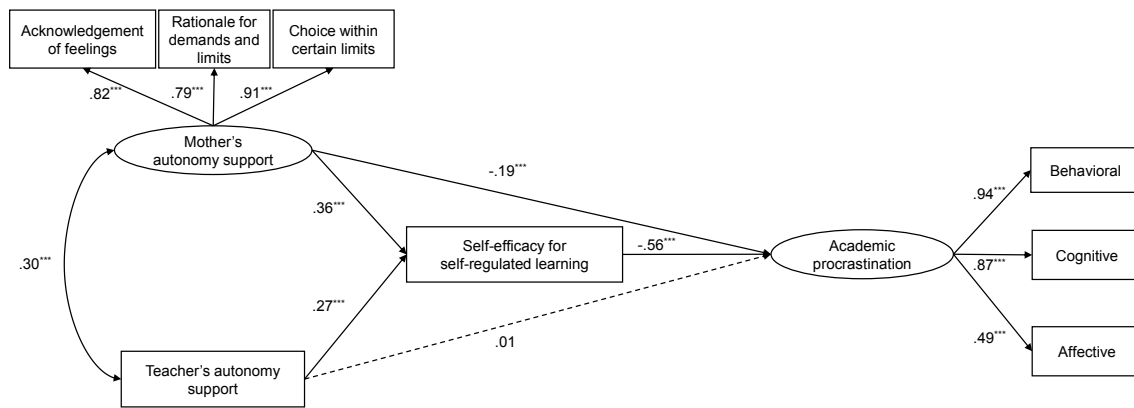 Acknowledgement
of feelings
Rationale for
demands and
limits
Choice within
certain limits
.82***
.79***
.91***
Mother's
autonomy support
-.19***
Behavioral
.94***
.36***
Self-efficacy for
self-regulated learning
-.56***
Academic
procrastination
.87***
Cognitive
.30***
.27***
.01
.49***
Affective
Teacher's autonomy
support